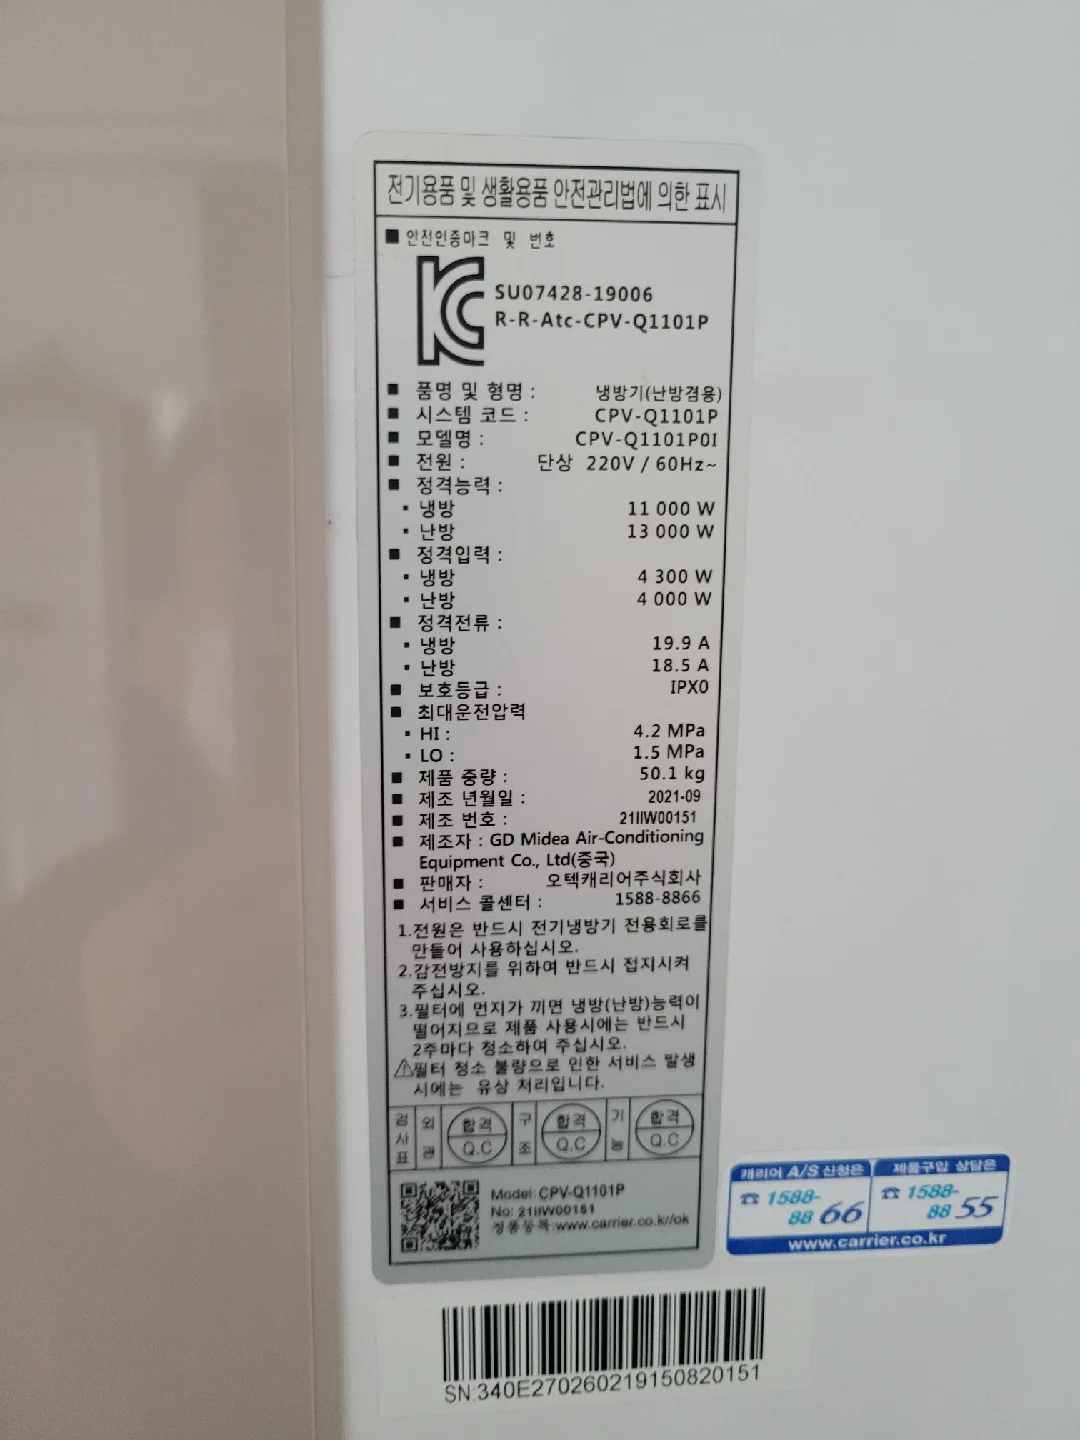 전기용품 및 생활용품 안전관리법에 의한 표시
■ 안전인증마크 및 번호
SU07428-19006
R-R-Atc-CPV-Q1101P
■ 품명 및 형명 : 냉방기(난방겸용)
■ 시스템 코드 : CPV-Q1101P
■ 모델명 : CPV-Q1101P0I
■ 전원 : 단상 220V / 60Hz~
■ 정격능력 :
· 냉방 11 000 W
· 난방 13 000 W
■ 정격입력 :
· 냉방 4 300 W
· 난방 4 000 W
■ 정격전류 :
· 냉방 19.9 A
· 난방 18.5 A
■ 보호등급 : IPX0
■ 최대운전압력
· HI : 4.2 MPa
· LO : 1.5 MPa
■ 제품 중량 : 50.1 kg
■ 제조 년월일 : 2021-09
■ 제조 번호 : 21IIW00151
■ 제조자 : GD Midea Air-Conditioning
Equipment Co., Ltd(중국)
■ 판매자 : 오텍캐리어주식회사
■ 서비스 콜센터 : 1588-8866
1.전원은 반드시 전기냉방기 전용회로를
만들어 사용하십시오.
2.감전방지를 위하여 반드시 접지시켜
주십시오.
3.필터에 먼지가 끼면 냉방(난방)능력이
떨어지므로 제품 사용시에는 반드시
2주마다 청소하여 주십시오.
⚠필터 청소 불량으로 인한 서비스 발생
시에는 유상 처리입니다.
검사표 외관 합격 Q.C 구조 합격 Q.C 기능 합격 Q.C
Model: CPV-Q1101P
No: 21IIW00151
정품등록:www.carrier.co.kr/ok
캐리어 A/S 신청은
☎ 1588-
8866
제품구입 상담은
☎ 1588-
8855
www.carrier.co.kr
SN:340E270260219150820151